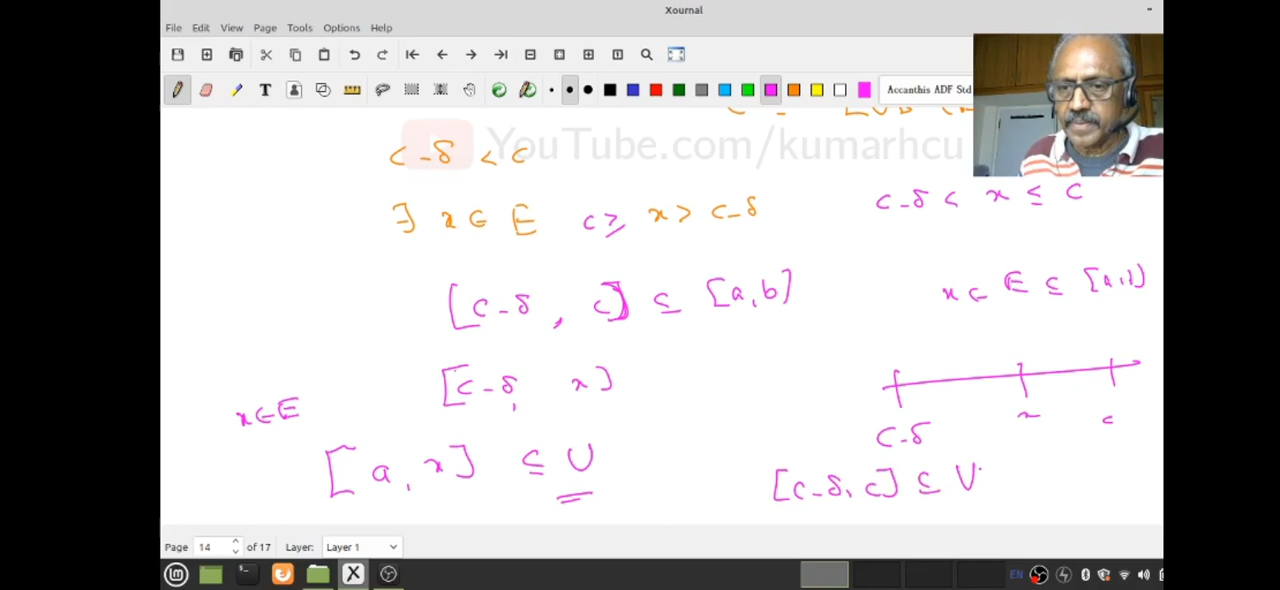 Xournal
File Edit View Page Tools Options Help
Accanthis ADF Std
YouTube.com/kumarhcu
c-δ < c
c-δ < x ≤ c
∃ x ∈ E c ≥ x > c-δ
[c-δ, c] ⊆ [a, b]
x ∈ E ⊆ [a, b]
[c-δ, x]
x ∈ E
c-δ x c
[a, x] ⊆ U
[c-δ, c] ⊆ V
Page 14 of 17 Layer: Layer 1
EN